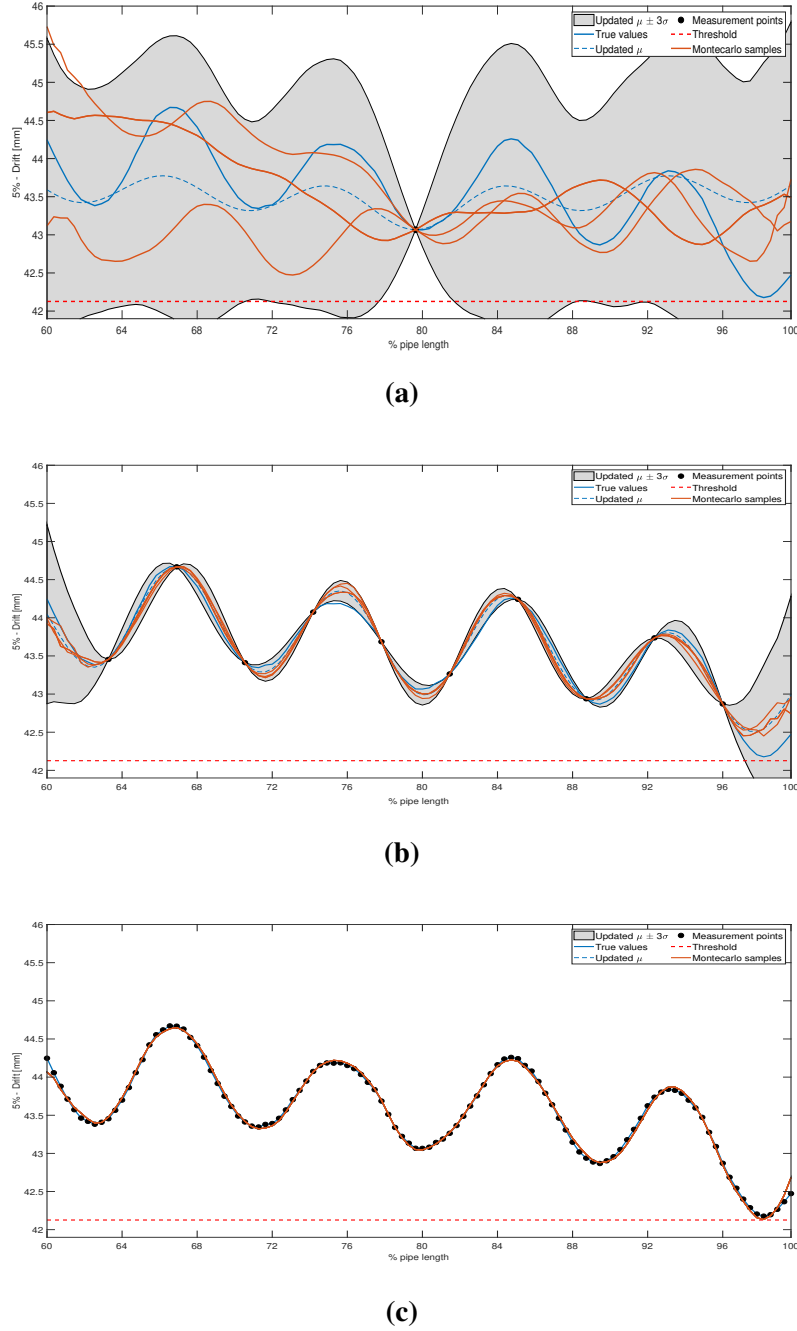 46
45.5
45
44.5
44
43.5
43
42.5
42
5% - Drift [mm]
Updated μ ± 3σ
True values
Updated μ
Measurement points
Threshold
Montecarlo samples
60 64 68 72 76 80 84 88 92 96 100
% pipe length
(a)
46
45.5
45
44.5
44
43.5
43
42.5
42
5% - Drift [mm]
Updated μ ± 3σ
True values
Updated μ
Measurement points
Threshold
Montecarlo samples
60 64 68 72 76 80 84 88 92 96 100
% pipe length
(b)
46
45.5
45
44.5
44
43.5
43
42.5
42
5% - Drift [mm]
Updated μ ± 3σ
True values
Updated μ
Measurement points
Threshold
Montecarlo samples
60 64 68 72 76 80 84 88 92 96 100
% pipe length
(c)